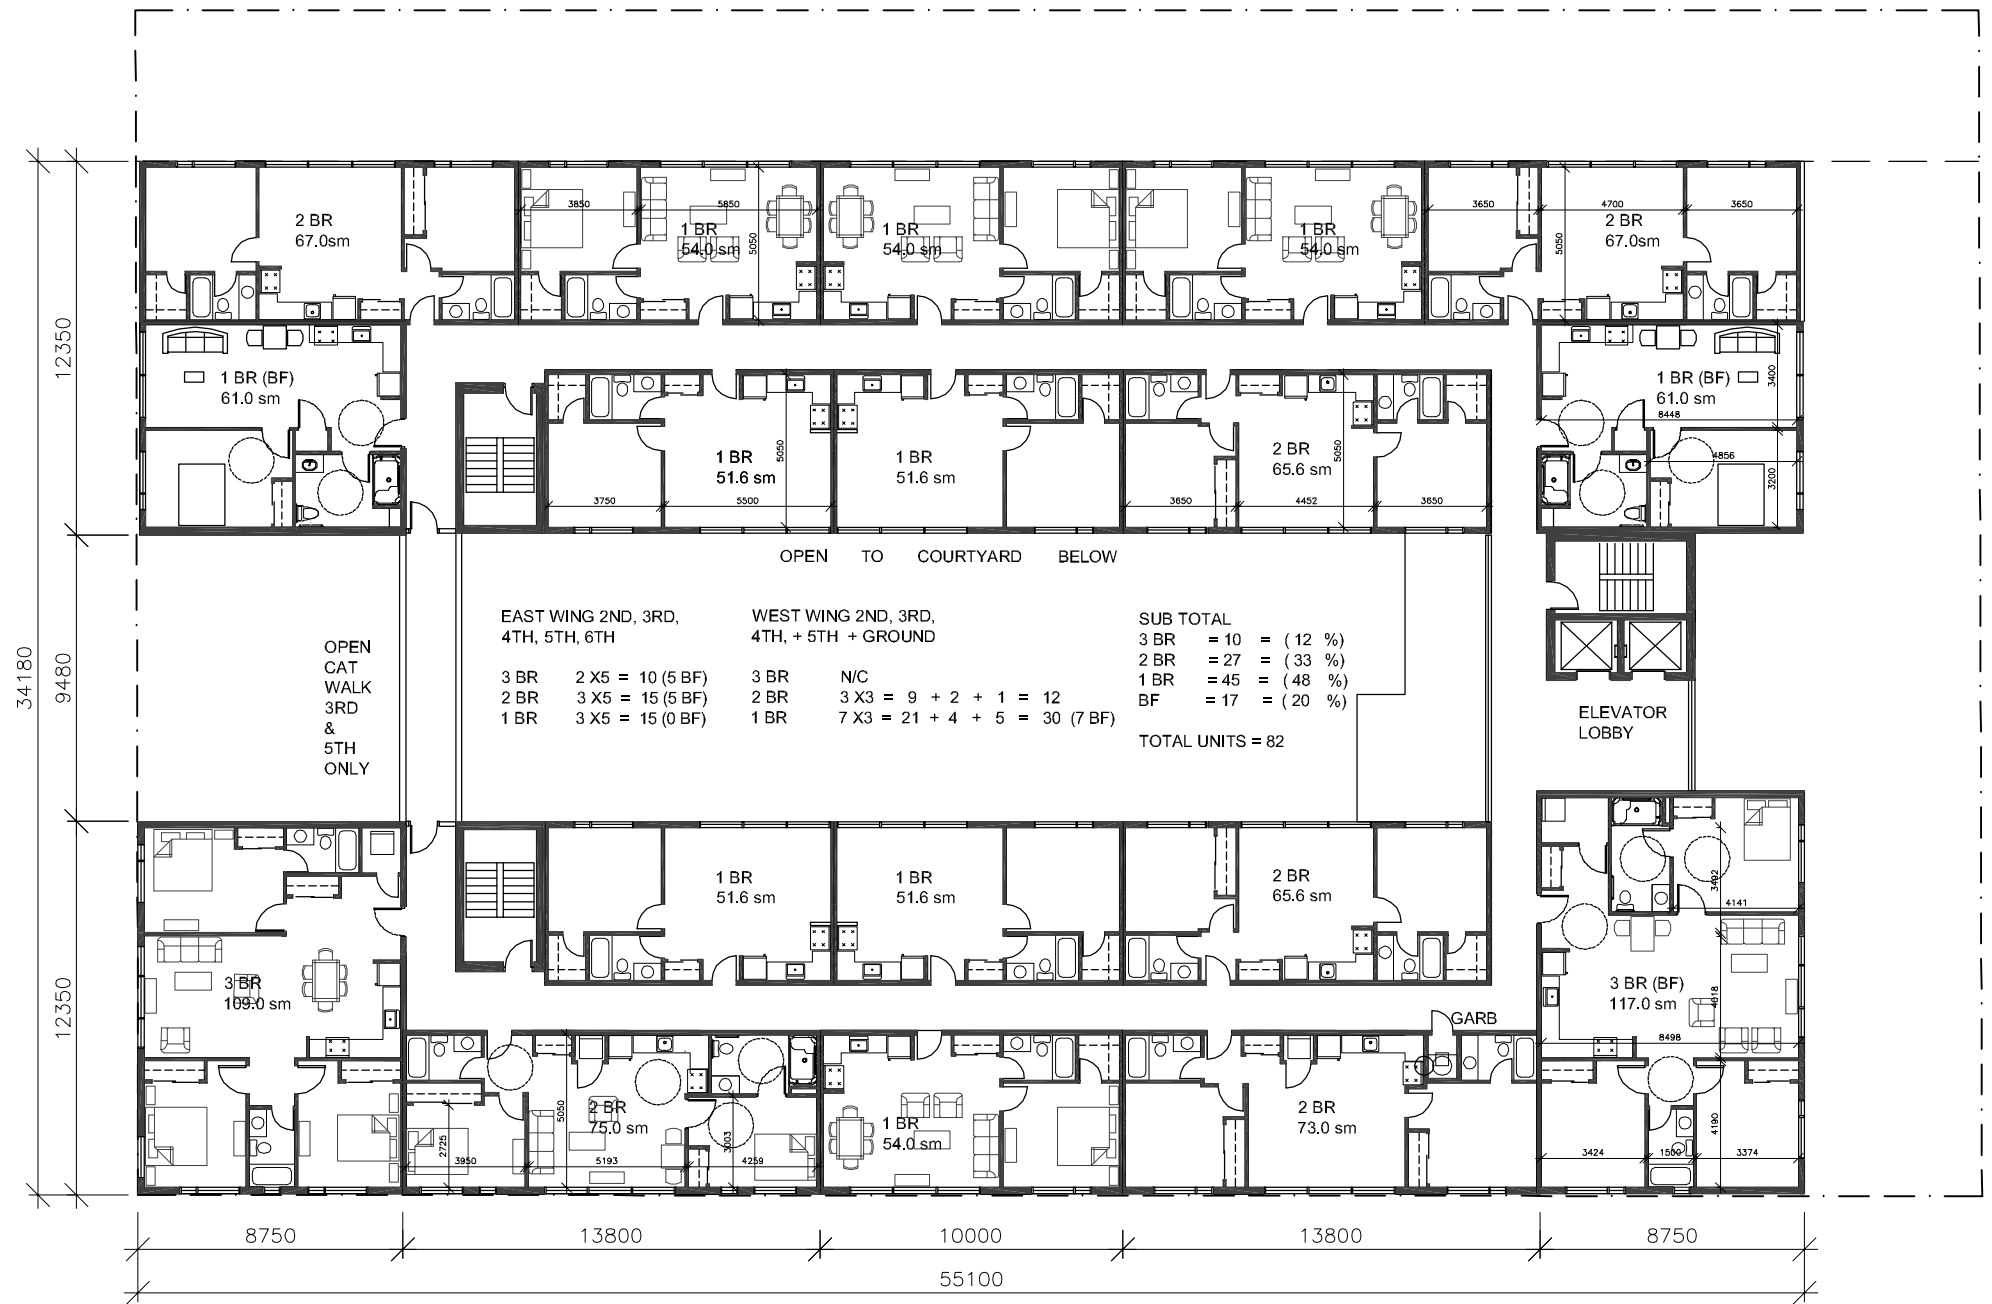 2 BR
67.0sm
3850
5850
1 BR
54.0 sm
5050
1 BR
54.0 sm
1 BR
54.0 sm
3650
4700
3650
2 BR
67.0sm
5050
1 BR (BF)
61.0 sm
1 BR (BF)
61.0 sm
3400
8448
4856
3200
1 BR
51.6 sm
5050
3750
5500
1 BR
51.6 sm
2 BR
65.6 sm
5050
3650
4452
3650
12350
9480
12350
34180
OPEN TO COURTYARD BELOW
OPEN
CAT
WALK
3RD
&
5TH
ONLY
EAST WING 2ND, 3RD,
4TH, 5TH, 6TH
3 BR 2 X5 = 10 (5 BF)
2 BR 3 X5 = 15 (5 BF)
1 BR 3 X5 = 15 (0 BF)
WEST WING 2ND, 3RD,
4TH, + 5TH + GROUND
3 BR N/C
2 BR 3 X3 = 9 + 2 + 1 = 12
1 BR 7 X3 = 21 + 4 + 5 = 30 (7 BF)
SUB TOTAL
3 BR = 10 = ( 12 %)
2 BR = 27 = ( 33 %)
1 BR = 45 = ( 48 %)
BF = 17 = ( 20 %)
TOTAL UNITS = 82
ELEVATOR
LOBBY
1 BR
51.6 sm
1 BR
51.6 sm
2 BR
65.6 sm
3492
4141
3 BR
109.0 sm
3 BR (BF)
117.0 sm
4018
8498
GARB
5050
2 BR
75.0 sm
2725
3003
3950
5193
4259
1 BR
54.0 sm
2 BR
73.0 sm
4190
3424
1500
3374
8750
13800
10000
13800
8750
55100